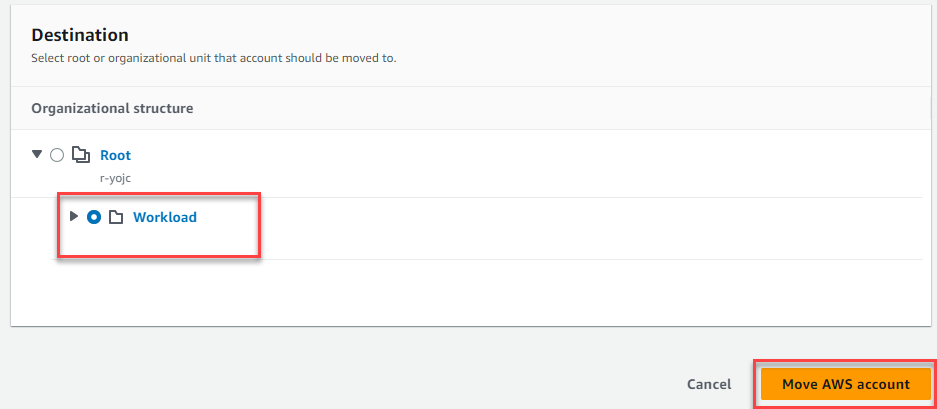 Destination
Select root or organizational unit that account should be moved to.
Organizational structure
Root
r-yojc
Workload
Cancel
Move AWS account